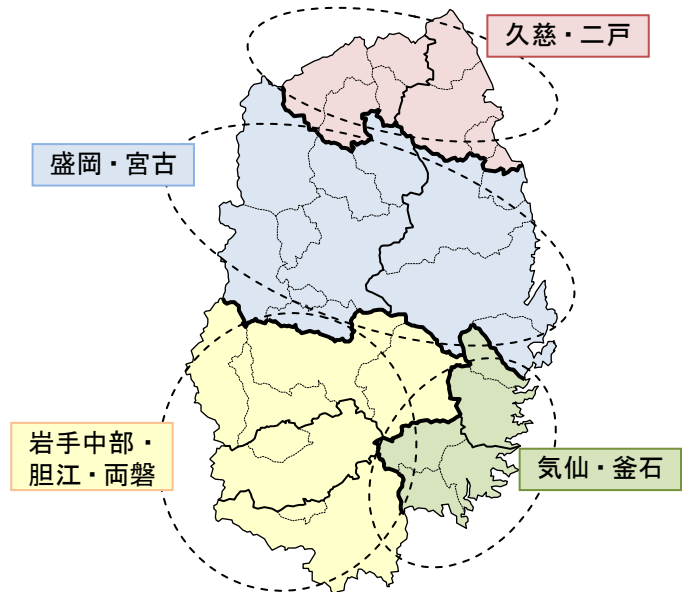 久慈・二戸
盛岡・宮古
岩手中部・
胆江・両磐
気仙・釜石